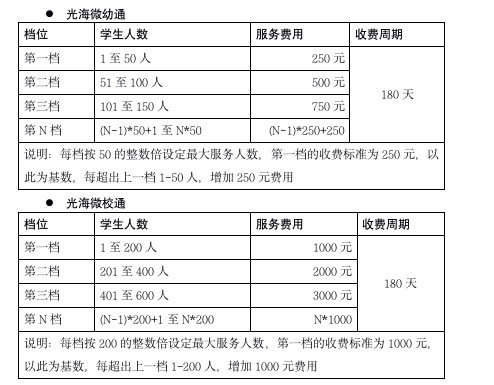 ● 光海微幼通
档位 学生人数 服务费用 收费周期
第一档 1 至 50 人 250 元
第二档 51 至 100 人 500 元
第三档 101 至 150 人 750 元
180 天
第 N 档 (N-1)*50+1 至 N*50 (N-1)*250+250
说明：每档按 50 的整数倍设定最大服务人数，第一档的收费标准为 250 元，以
此为基数，每超出上一档 1-50 人，增加 250 元费用
● 光海微校通
档位 学生人数 服务费用 收费周期
第一档 1 至 200 人 1000 元
第二档 201 至 400 人 2000 元
第三档 401 至 600 人 3000 元
180 天
第 N 档 (N-1)*200+1 至 N*200 N*1000
说明：每档按 200 的整数倍设定最大服务人数，第一档的收费标准为 1000 元，
以此为基数，每超出上一档 1-200 人，增加 1000 元费用